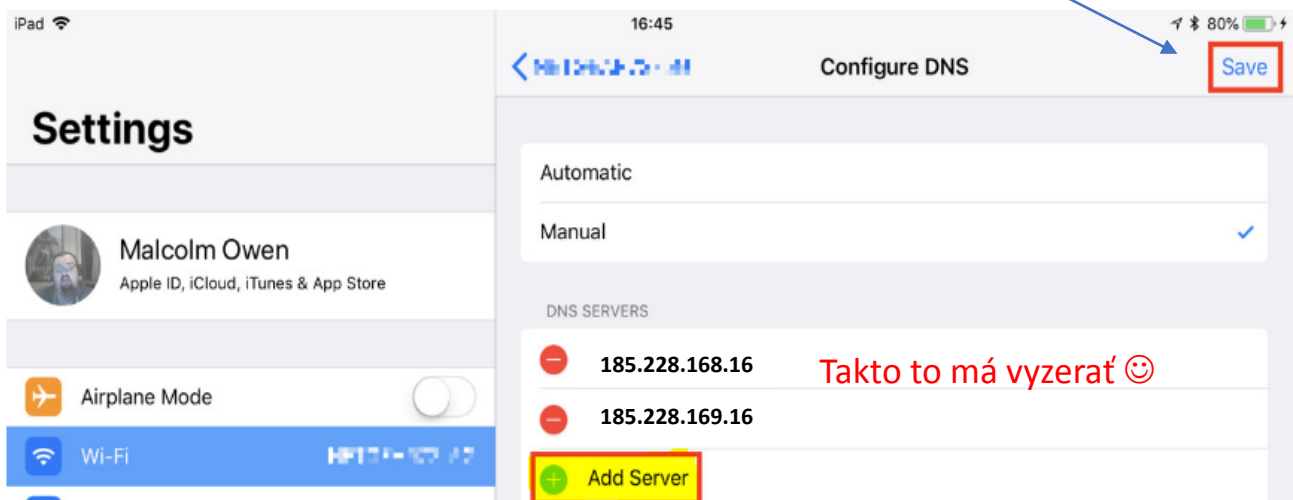 iPad 16:45 80%
Configure DNS Save
Settings
Automatic
Manual
Malcolm Owen
Apple ID, iCloud, iTunes & App Store
DNS SERVERS
185.228.168.16 Takto to má vyzerať ☺
Airplane Mode
185.228.169.16
Wi-Fi
Add Server